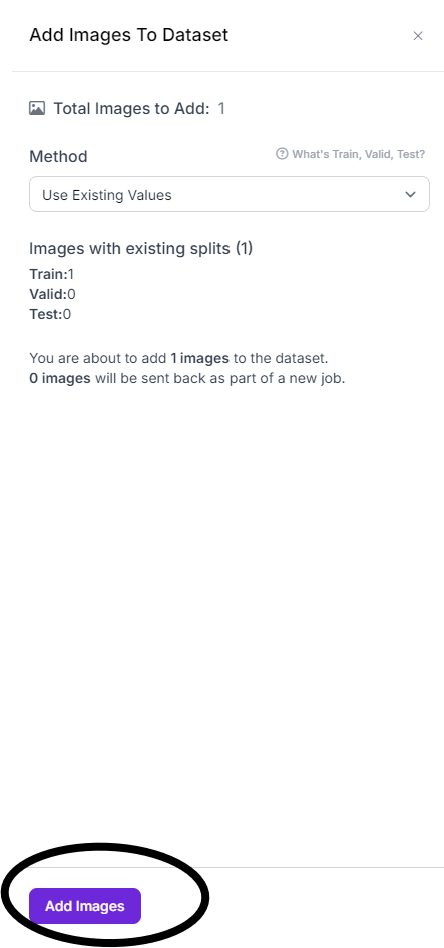 Add Images To Dataset
Total Images to Add: 1
Method
What's Train, Valid, Test?
Use Existing Values
Images with existing splits (1)
Train:1
Valid:0
Test:0
You are about to add 1 images to the dataset.
0 images will be sent back as part of a new job.
Add Images